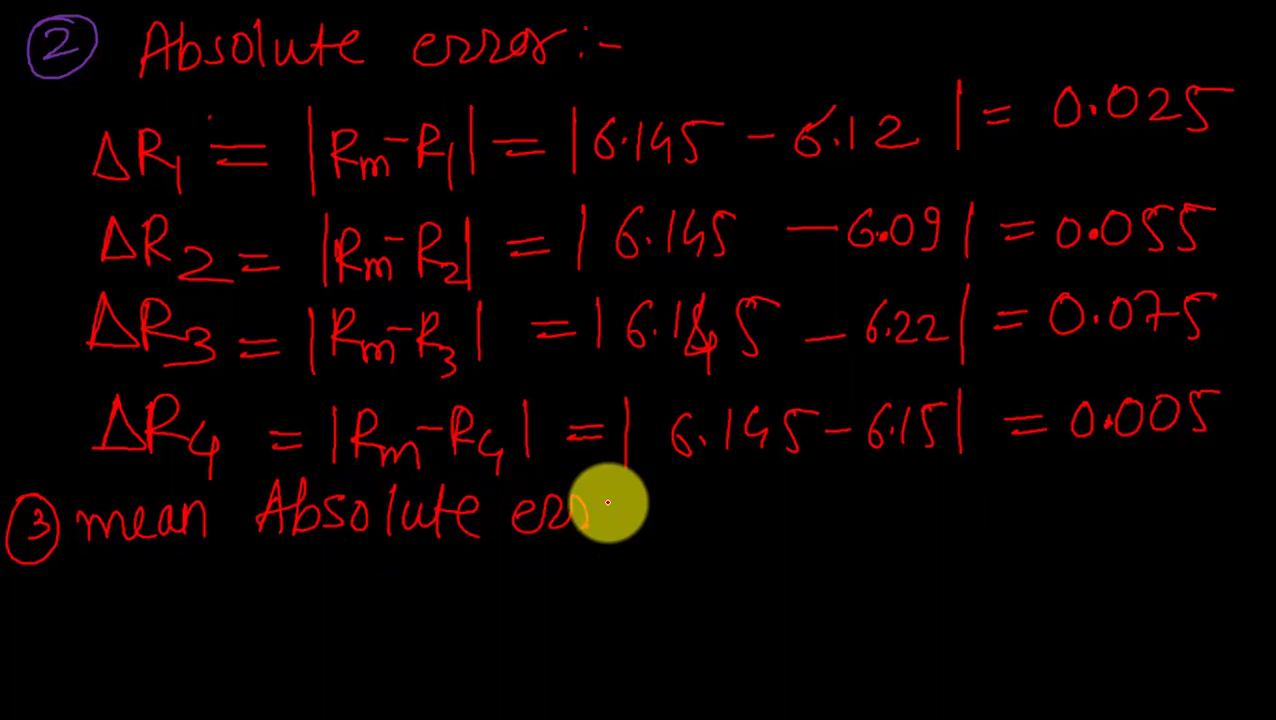 ② Absolute error:-
ΔR₁ = |Rm-R₁| = |6.145 - 6.12| = 0.025
ΔR₂ = |Rm-R₂| = |6.145 - 6.09| = 0.055
ΔR₃ = |Rm-R₃| = |6.145 - 6.22| = 0.075
ΔR₄ = |Rm-R₄| = |6.145 - 6.15| = 0.005
③ mean Absolute err